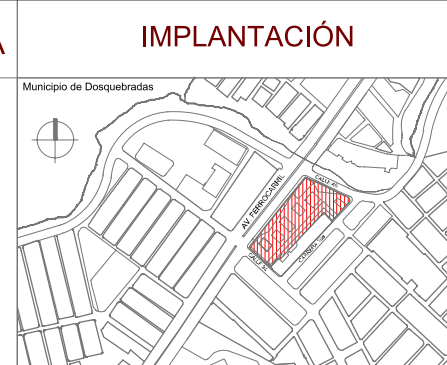 A
IMPLANTACIÓN
Municipio de Dosquebradas
AV. FERROCARRIL
CALLE
CARRERA
CALLE